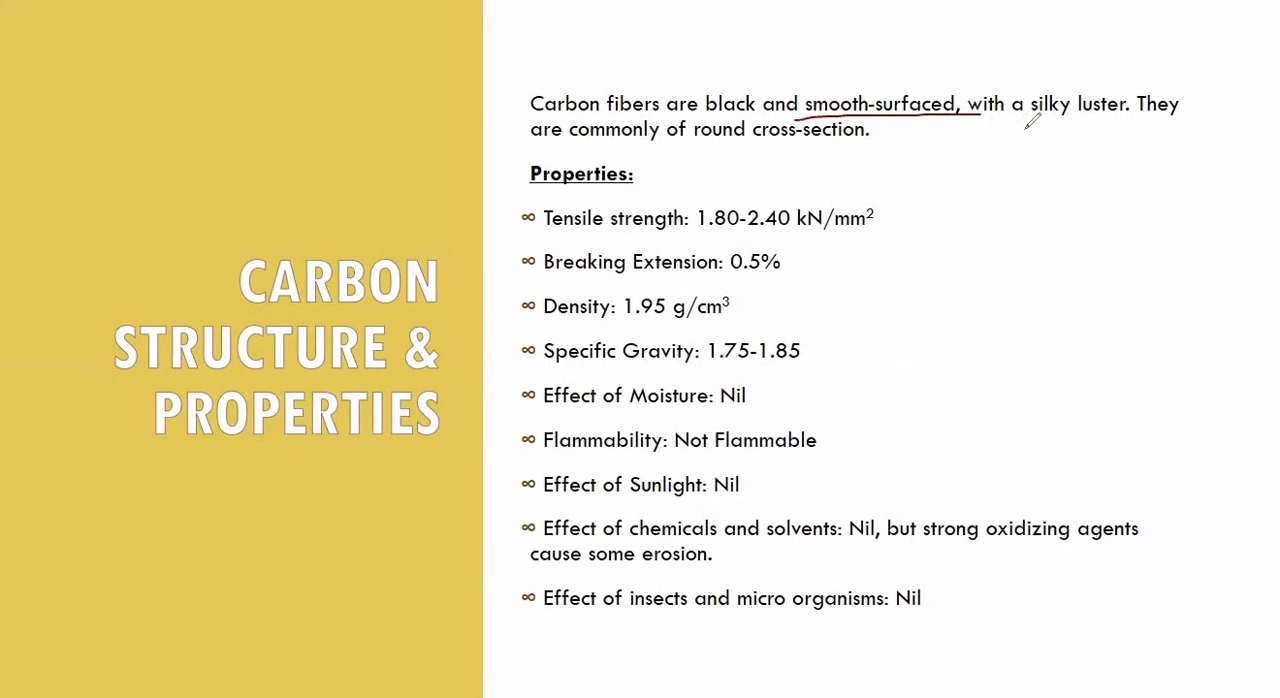 CARBON
STRUCTURE &
PROPERTIES
Carbon fibers are black and smooth-surfaced, with a silky luster. They
are commonly of round cross-section.
Properties:
∞ Tensile strength: 1.80-2.40 kN/mm²
∞ Breaking Extension: 0.5%
∞ Density: 1.95 g/cm³
∞ Specific Gravity: 1.75-1.85
∞ Effect of Moisture: Nil
∞ Flammability: Not Flammable
∞ Effect of Sunlight: Nil
∞ Effect of chemicals and solvents: Nil, but strong oxidizing agents
cause some erosion.
∞ Effect of insects and micro organisms: Nil